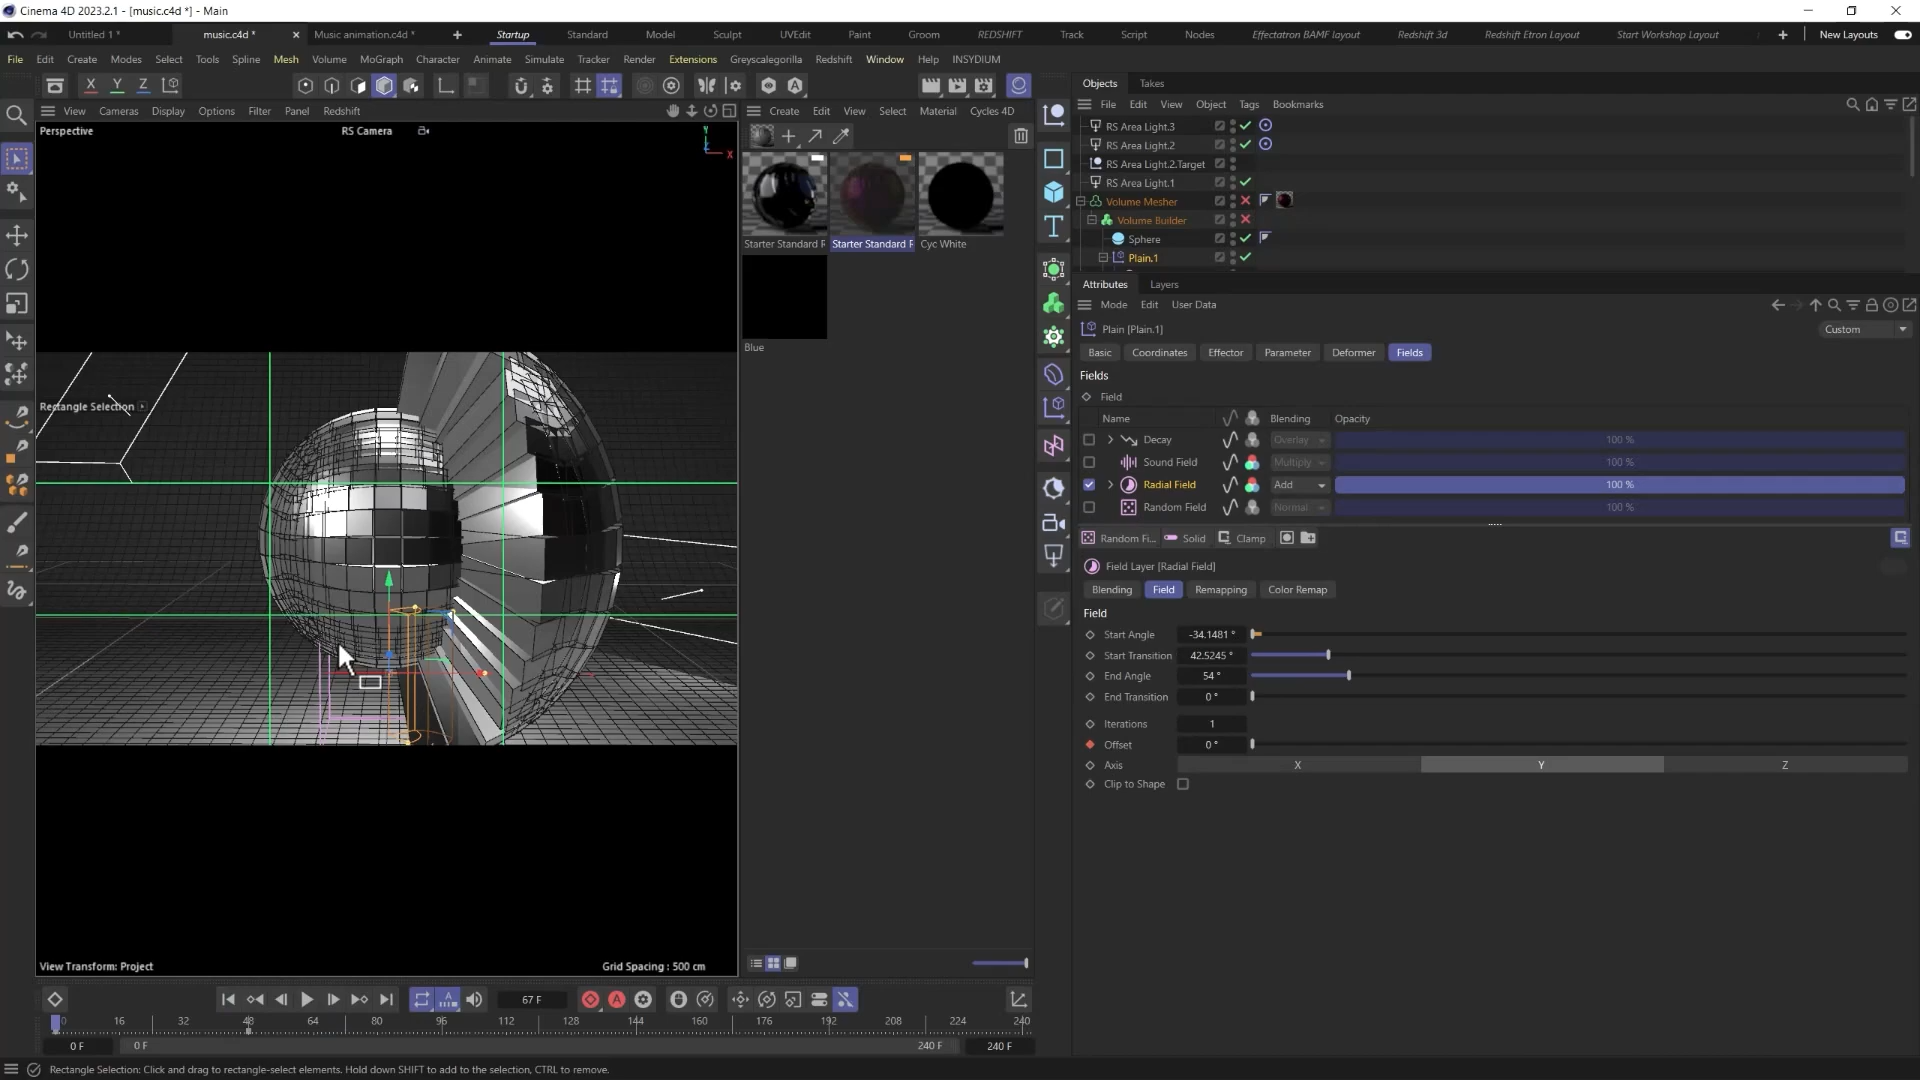 Cinema 4D 2023.2.1 - [music.c4d *] - Main
Untitled 1 *
music.c4d *
Music animation.c4d *
Startup
Standard
Model
Sculpt
UVEdit
Paint
Groom
REDSHIFT
Track
Script
Nodes
Effectatron BAMF layout
Redshift 3d
Redshift Etron Layout
Start Workshop Layout
New Layouts
File Edit Create Modes Select Tools Spline Mesh Volume MoGraph Character Animate Simulate Tracker Render Extensions Greyscalegorilla Redshift Window Help INSYDIUM
X Y Z
Objects Takes
View Cameras Display Options Filter Panel Redshift
Create Edit View Select Material Cycles 4D
File Edit View Object Tags Bookmarks
Perspective
RS Camera
Y
X
RS Area Light.3
RS Area Light.2
RS Area Light.2.Target
RS Area Light.1
Volume Mesher
Volume Builder
Sphere
Plain.1
Starter Standard F
Starter Standard F
Cyc White
Blue
Rectangle Selection
Attributes Layers
Mode Edit User Data
Plain [Plain.1]
Custom
Basic Coordinates Effector Parameter Deformer Fields
Fields
Field
Name Blending Opacity
Decay Overlay 100 %
Sound Field Multiply 100 %
Radial Field Add 100 %
Random Field Normal 100 %
Random Fi... Solid Clamp
Field Layer [Radial Field]
Blending Field Remapping Color Remap
Field
Start Angle -34.1481 °
Start Transition 42.5245 °
End Angle 54 °
End Transition 0 °
Iterations 1
Offset 0 °
Axis X Y Z
Clip to Shape
View Transform: Project
Grid Spacing : 500 cm
67 F
0 16 32 48 64 80 96 112 128 144 160 176 192 208 224 240
0 F 0 F 240 F 240 F
Rectangle Selection: Click and drag to rectangle-select elements. Hold down SHIFT to add to the selection, CTRL to remove.